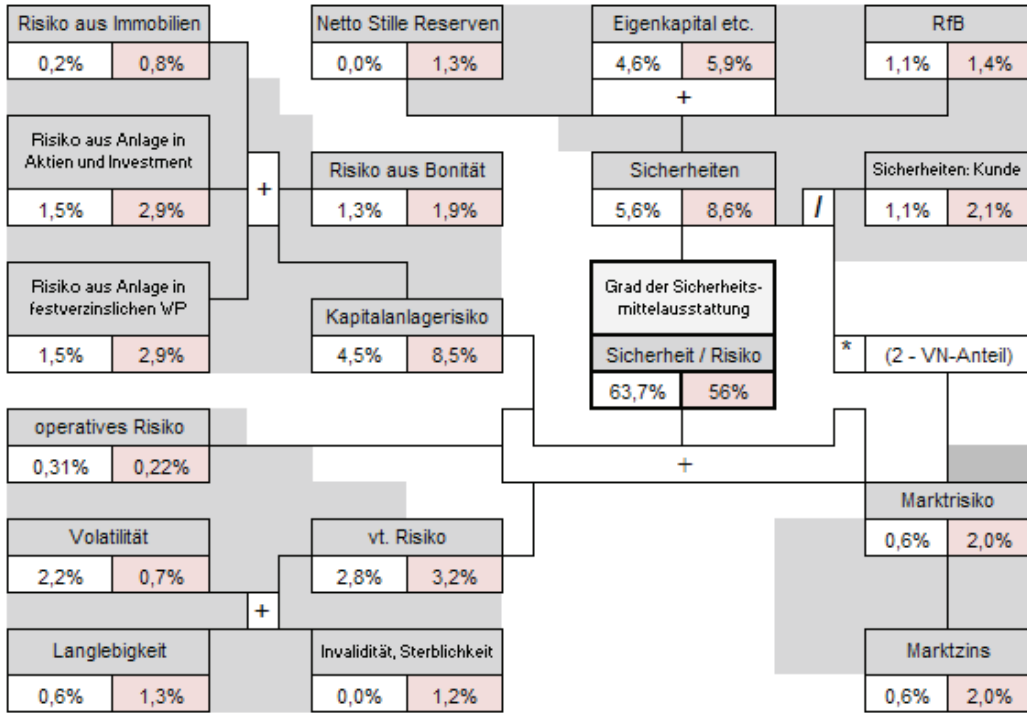 Risiko aus Immobilien
0,2% 0,8%
Netto Stille Reserven
0,0% 1,3%
Eigenkapital etc.
4,6% 5,9%
RfB
1,1% 1,4%
+
Risiko aus Anlage in
Aktien und Investment
1,5% 2,9%
+
Risiko aus Bonität
1,3% 1,9%
Sicherheiten
5,6% 8,6%
/
Sicherheiten: Kunde
1,1% 2,1%
Risiko aus Anlage in
festverzinslichen WP
1,5% 2,9%
Kapitalanlagerisiko
4,5% 8,5%
Grad der Sicherheits-
mittelausstattung
Sicherheit / Risiko
63,7% 56%
* (2 - VN-Anteil)
operatives Risiko
0,31% 0,22%
+
Marktrisiko
0,6% 2,0%
Volatilität
2,2% 0,7%
vt. Risiko
2,8% 3,2%
+
Langlebigkeit
0,6% 1,3%
Invalidität, Sterblichkeit
0,0% 1,2%
Marktzins
0,6% 2,0%